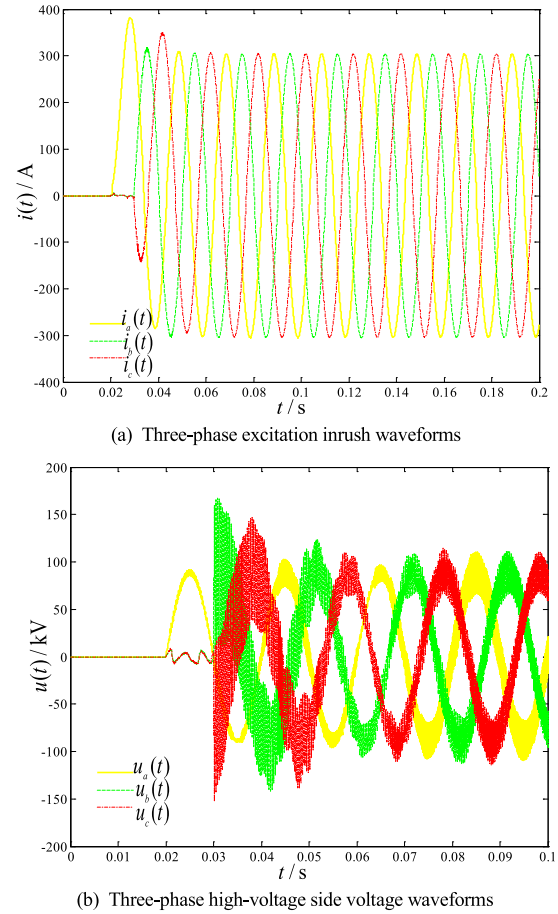 400
300
200
100
0
-100
-200
-300
-400
i(t) / A
i_a(t)
i_b(t)
i_c(t)
0 0.02 0.04 0.06 0.08 0.1 0.12 0.14 0.16 0.18 0.2
t / s
(a) Three-phase excitation inrush waveforms
200
150
100
50
0
-50
-100
-150
-200
u(t) / kV
u_a(t)
u_b(t)
u_c(t)
0 0.01 0.02 0.03 0.04 0.05 0.06 0.07 0.08 0.09 0.1
t / s
(b) Three-phase high-voltage side voltage waveforms